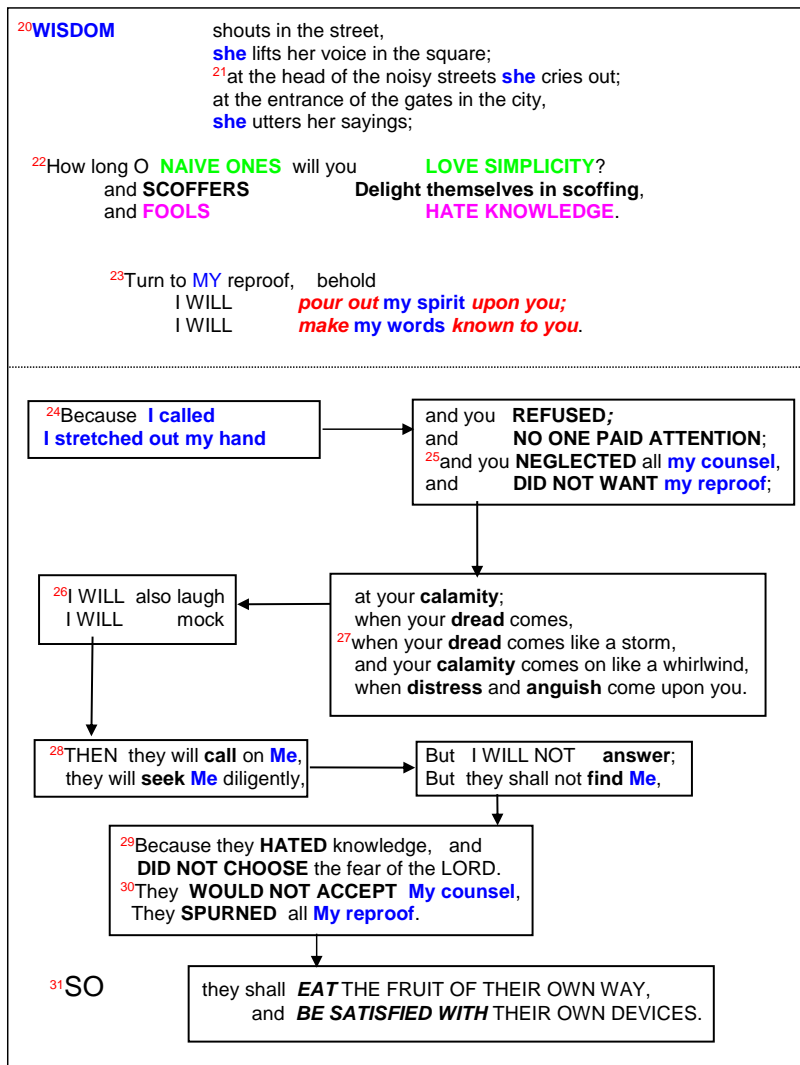 20WISDOM shouts in the street,
she lifts her voice in the square;
21at the head of the noisy streets she cries out;
at the entrance of the gates in the city,
she utters her sayings;
22How long O NAIVE ONES will you LOVE SIMPLICITY?
and SCOFFERS Delight themselves in scoffing,
and FOOLS HATE KNOWLEDGE.
23Turn to MY reproof, behold
I WILL pour out my spirit upon you;
I WILL make my words known to you.
24Because I called
I stretched out my hand
and you REFUSED;
and NO ONE PAID ATTENTION;
25and you NEGLECTED all my counsel,
and DID NOT WANT my reproof;
26I WILL also laugh
I WILL mock
at your calamity;
when your dread comes,
27when your dread comes like a storm,
and your calamity comes on like a whirlwind,
when distress and anguish come upon you.
28THEN they will call on Me,
they will seek Me diligently,
But I WILL NOT answer;
But they shall not find Me,
29Because they HATED knowledge, and
DID NOT CHOOSE the fear of the LORD.
30They WOULD NOT ACCEPT My counsel,
They SPURNED all My reproof.
31SO
they shall EAT THE FRUIT OF THEIR OWN WAY,
and BE SATISFIED WITH THEIR OWN DEVICES.